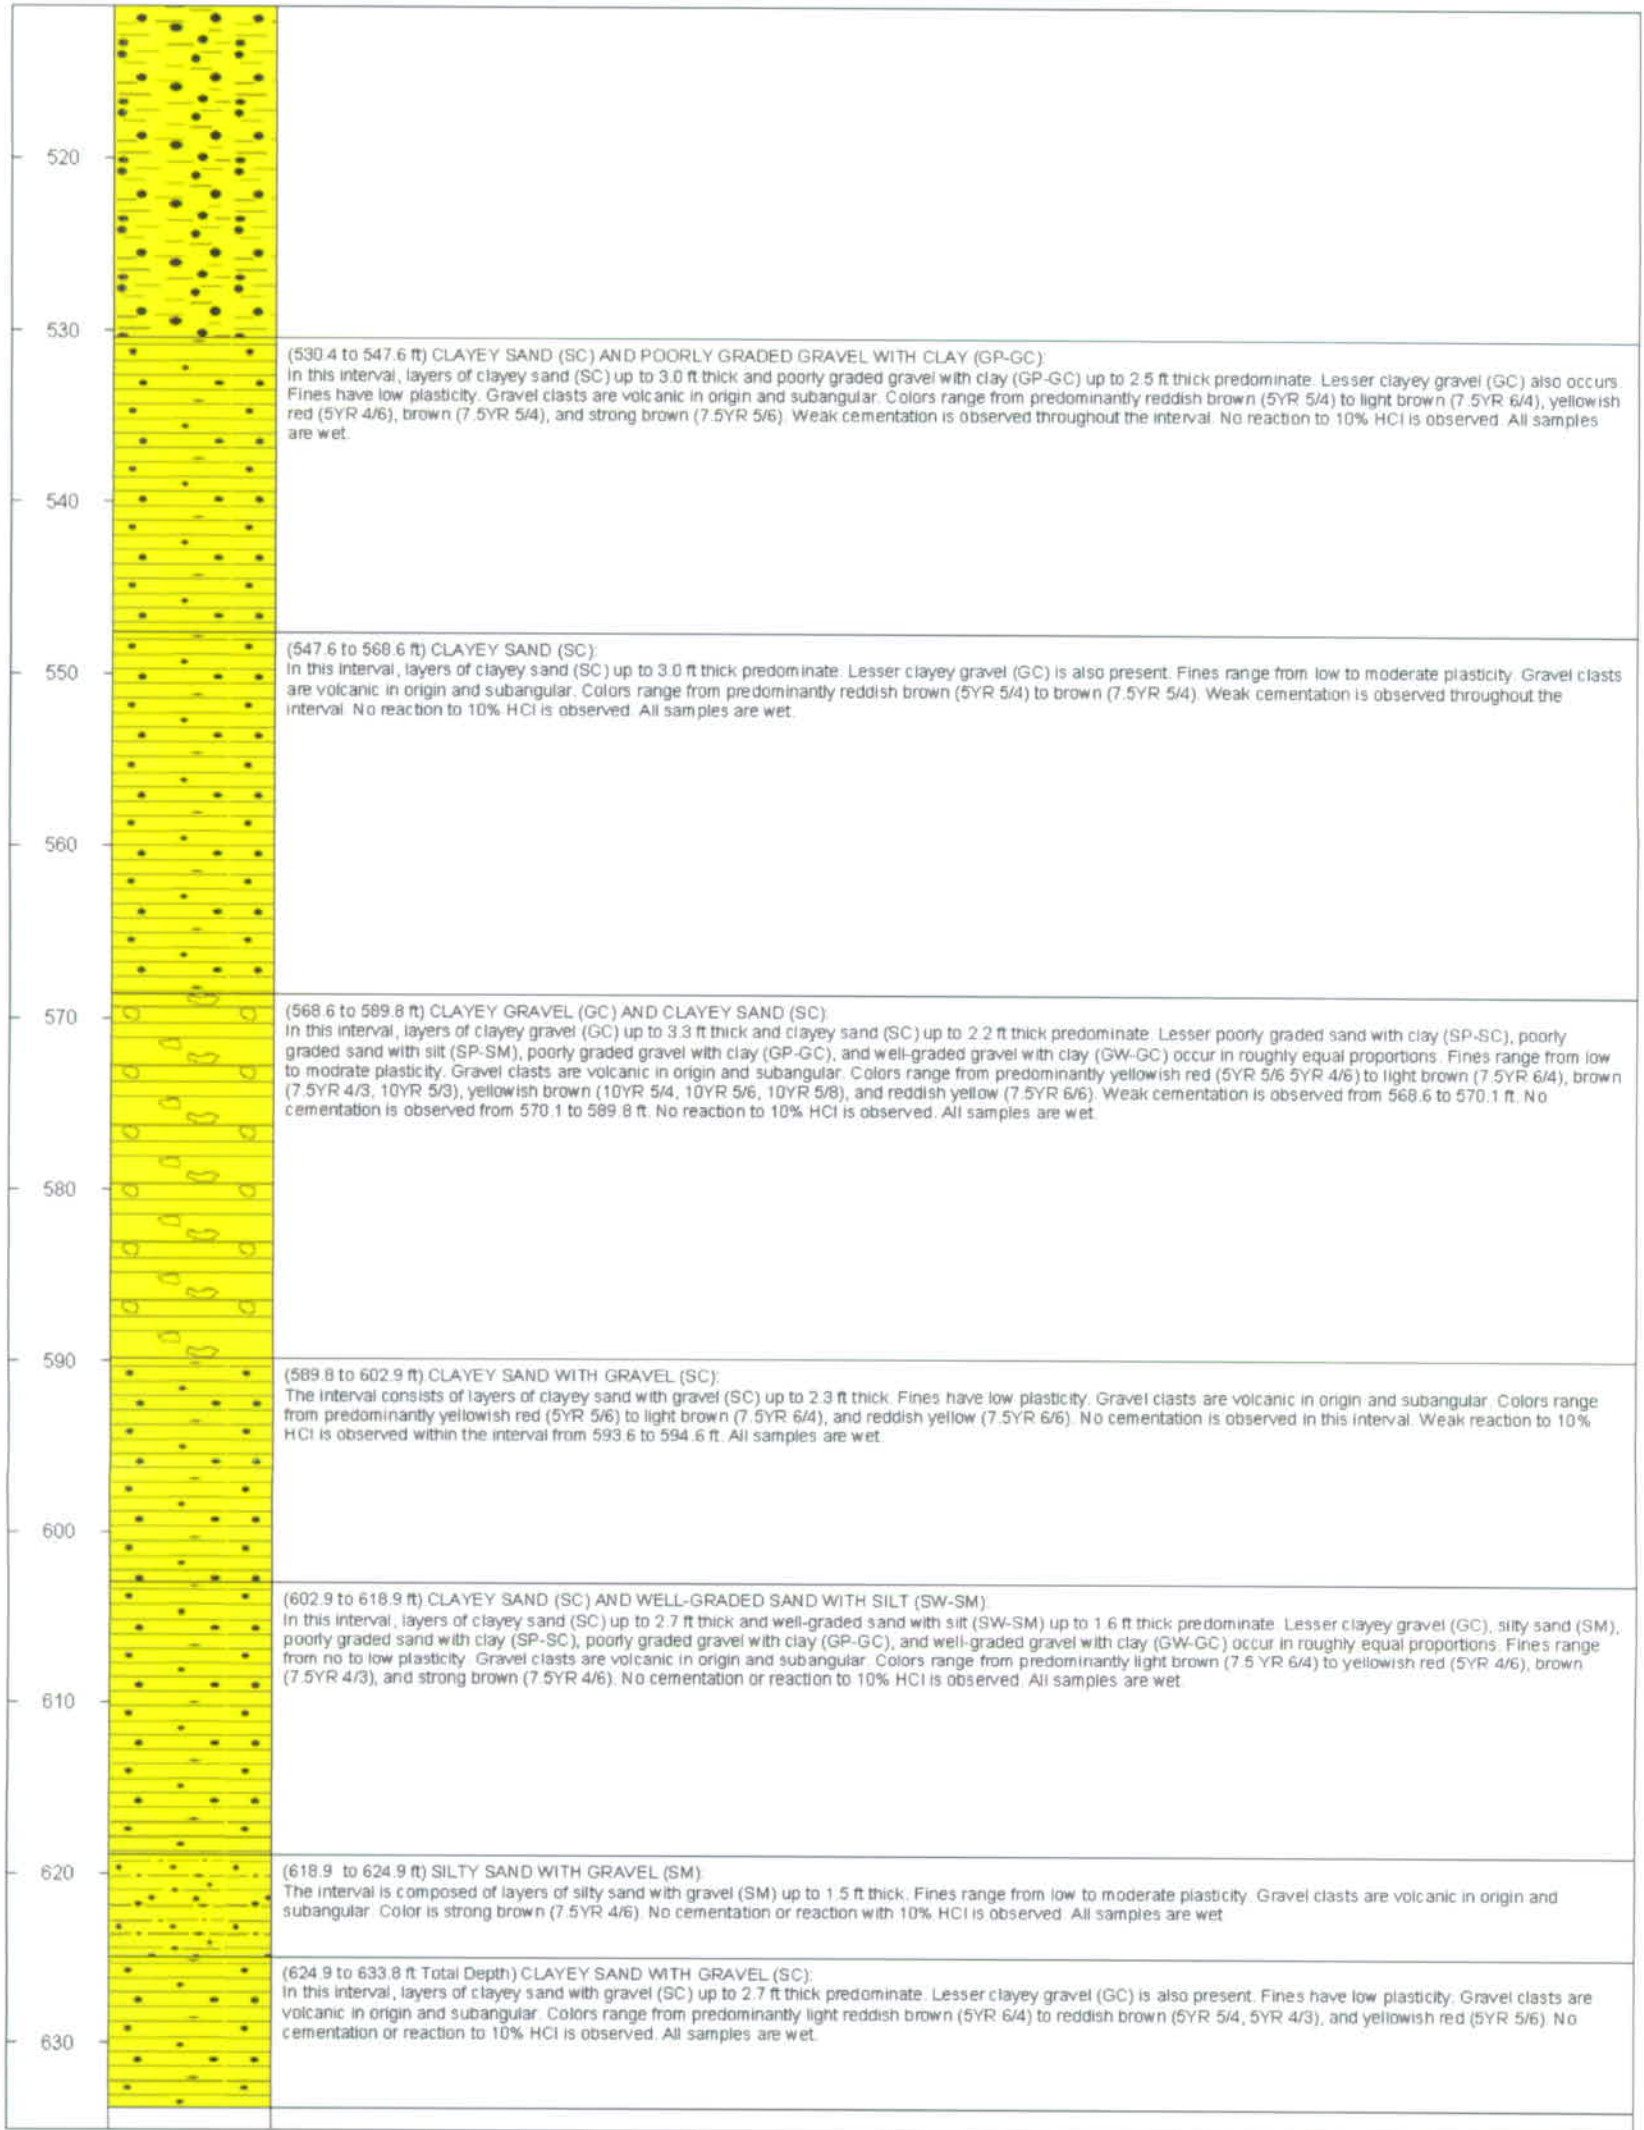 520
530
(530.4 to 547.6 ft) CLAYEY SAND (SC) AND POORLY GRADED GRAVEL WITH CLAY (GP-GC):
In this interval, layers of clayey sand (SC) up to 3.0 ft thick and poorly graded gravel with clay (GP-GC) up to 2.5 ft thick predominate. Lesser clayey gravel (GC) also occurs.
Fines have low plasticity. Gravel clasts are volcanic in origin and subangular. Colors range from predominantly reddish brown (5YR 5/4) to light brown (7.5YR 6/4), yellowish
red (5YR 4/6), brown (7.5YR 5/4), and strong brown (7.5YR 5/6). Weak cementation is observed throughout the interval. No reaction to 10% HCl is observed. All samples
are wet.
540
(547.6 to 568.6 ft) CLAYEY SAND (SC):
550
In this interval, layers of clayey sand (SC) up to 3.0 ft thick predominate. Lesser clayey gravel (GC) is also present. Fines range from low to moderate plasticity. Gravel clasts
are volcanic in origin and subangular. Colors range from predominantly reddish brown (5YR 5/4) to brown (7.5YR 5/4). Weak cementation is observed throughout the
interval. No reaction to 10% HCl is observed. All samples are wet.
560
570
(568.6 to 589.8 ft) CLAYEY GRAVEL (GC) AND CLAYEY SAND (SC):
In this interval, layers of clayey gravel (GC) up to 3.3 ft thick and clayey sand (SC) up to 2.2 ft thick predominate. Lesser poorly graded sand with clay (SP-SC), poorly
graded sand with silt (SP-SM), poorly graded gravel with clay (GP-GC), and well-graded gravel with clay (GW-GC) occur in roughly equal proportions. Fines range from low
to modrate plasticity. Gravel clasts are volcanic in origin and subangular. Colors range from predominantly yellowish red (5YR 5/6 5YR 4/6) to light brown (7.5YR 6/4), brown
(7.5YR 4/3, 10YR 5/3), yellowish brown (10YR 5/4, 10YR 5/6, 10YR 5/8), and reddish yellow (7.5YR 6/6). Weak cementation is observed from 568.6 to 570.1 ft. No
cementation is observed from 570.1 to 589.8 ft. No reaction to 10% HCl is observed. All samples are wet.
580
590
(589.8 to 602.9 ft) CLAYEY SAND WITH GRAVEL (SC):
The interval consists of layers of clayey sand with gravel (SC) up to 2.3 ft thick. Fines have low plasticity. Gravel clasts are volcanic in origin and subangular. Colors range
from predominantly yellowish red (5YR 5/6) to light brown (7.5YR 6/4), and reddish yellow (7.5YR 6/6). No cementation is observed in this interval. Weak reaction to 10%
HCl is observed within the interval from 593.6 to 594.6 ft. All samples are wet.
600
(602.9 to 618.9 ft) CLAYEY SAND (SC) AND WELL-GRADED SAND WITH SILT (SW-SM):
In this interval, layers of clayey sand (SC) up to 2.7 ft thick and well-graded sand with silt (SW-SM) up to 1.6 ft thick predominate. Lesser clayey gravel (GC), silty sand (SM),
poorly graded sand with clay (SP-SC), poorly graded gravel with clay (GP-GC), and well-graded gravel with clay (GW-GC) occur in roughly equal proportions. Fines range
from no to low plasticity. Gravel clasts are volcanic in origin and subangular. Colors range from predominantly light brown (7.5 YR 6/4) to yellowish red (5YR 4/6), brown
(7.5YR 4/3), and strong brown (7.5YR 4/6). No cementation or reaction to 10% HCl is observed. All samples are wet.
610
620
(618.9 to 624.9 ft) SILTY SAND WITH GRAVEL (SM):
The interval is composed of layers of silty sand with gravel (SM) up to 1.5 ft thick. Fines range from low to moderate plasticity. Gravel clasts are volcanic in origin and
subangular. Color is strong brown (7.5YR 4/6). No cementation or reaction with 10% HCl is observed. All samples are wet.
(624.9 to 633.8 ft Total Depth) CLAYEY SAND WITH GRAVEL (SC):
In this interval, layers of clayey sand with gravel (SC) up to 2.7 ft thick predominate. Lesser clayey gravel (GC) is also present. Fines have low plasticity. Gravel clasts are
volcanic in origin and subangular. Colors range from predominantly light reddish brown (5YR 6/4) to reddish brown (5YR 5/4, 5YR 4/3), and yellowish red (5YR 5/6). No
cementation or reaction to 10% HCl is observed. All samples are wet.
630